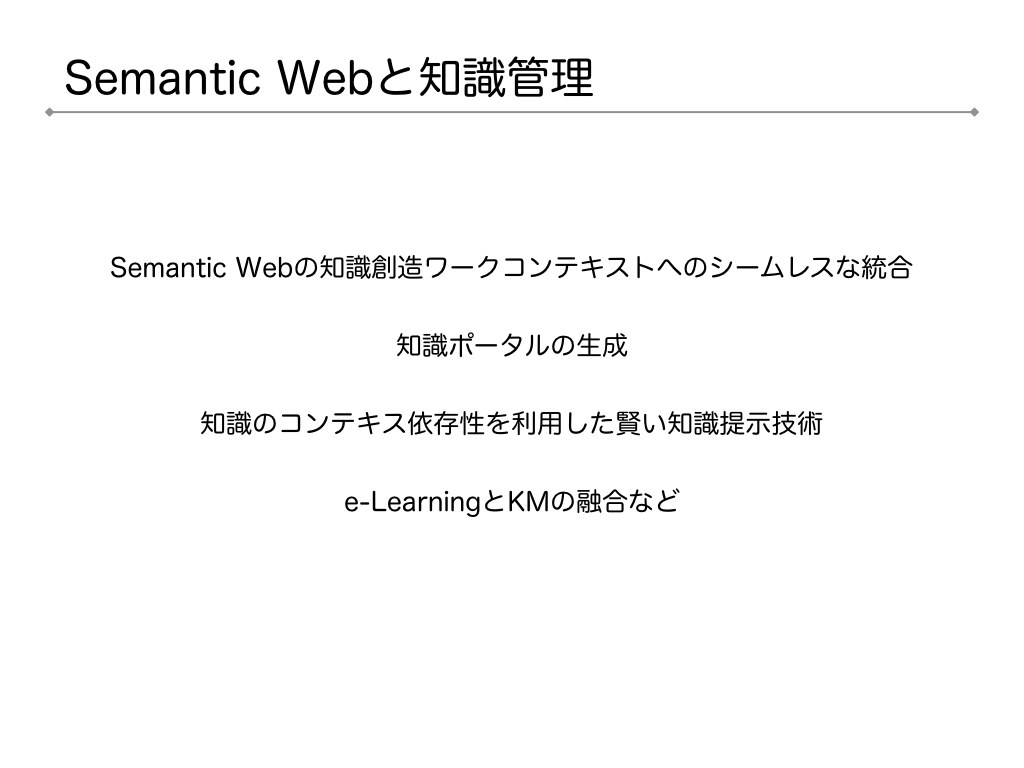 Semantic Webと知識管理
Semantic Webの知識創造ワークコンテキストへのシームレスな統合
知識ポータルの生成
知識のコンテキス依存性を利用した賢い知識提示技術
e-LearningとKMの融合など